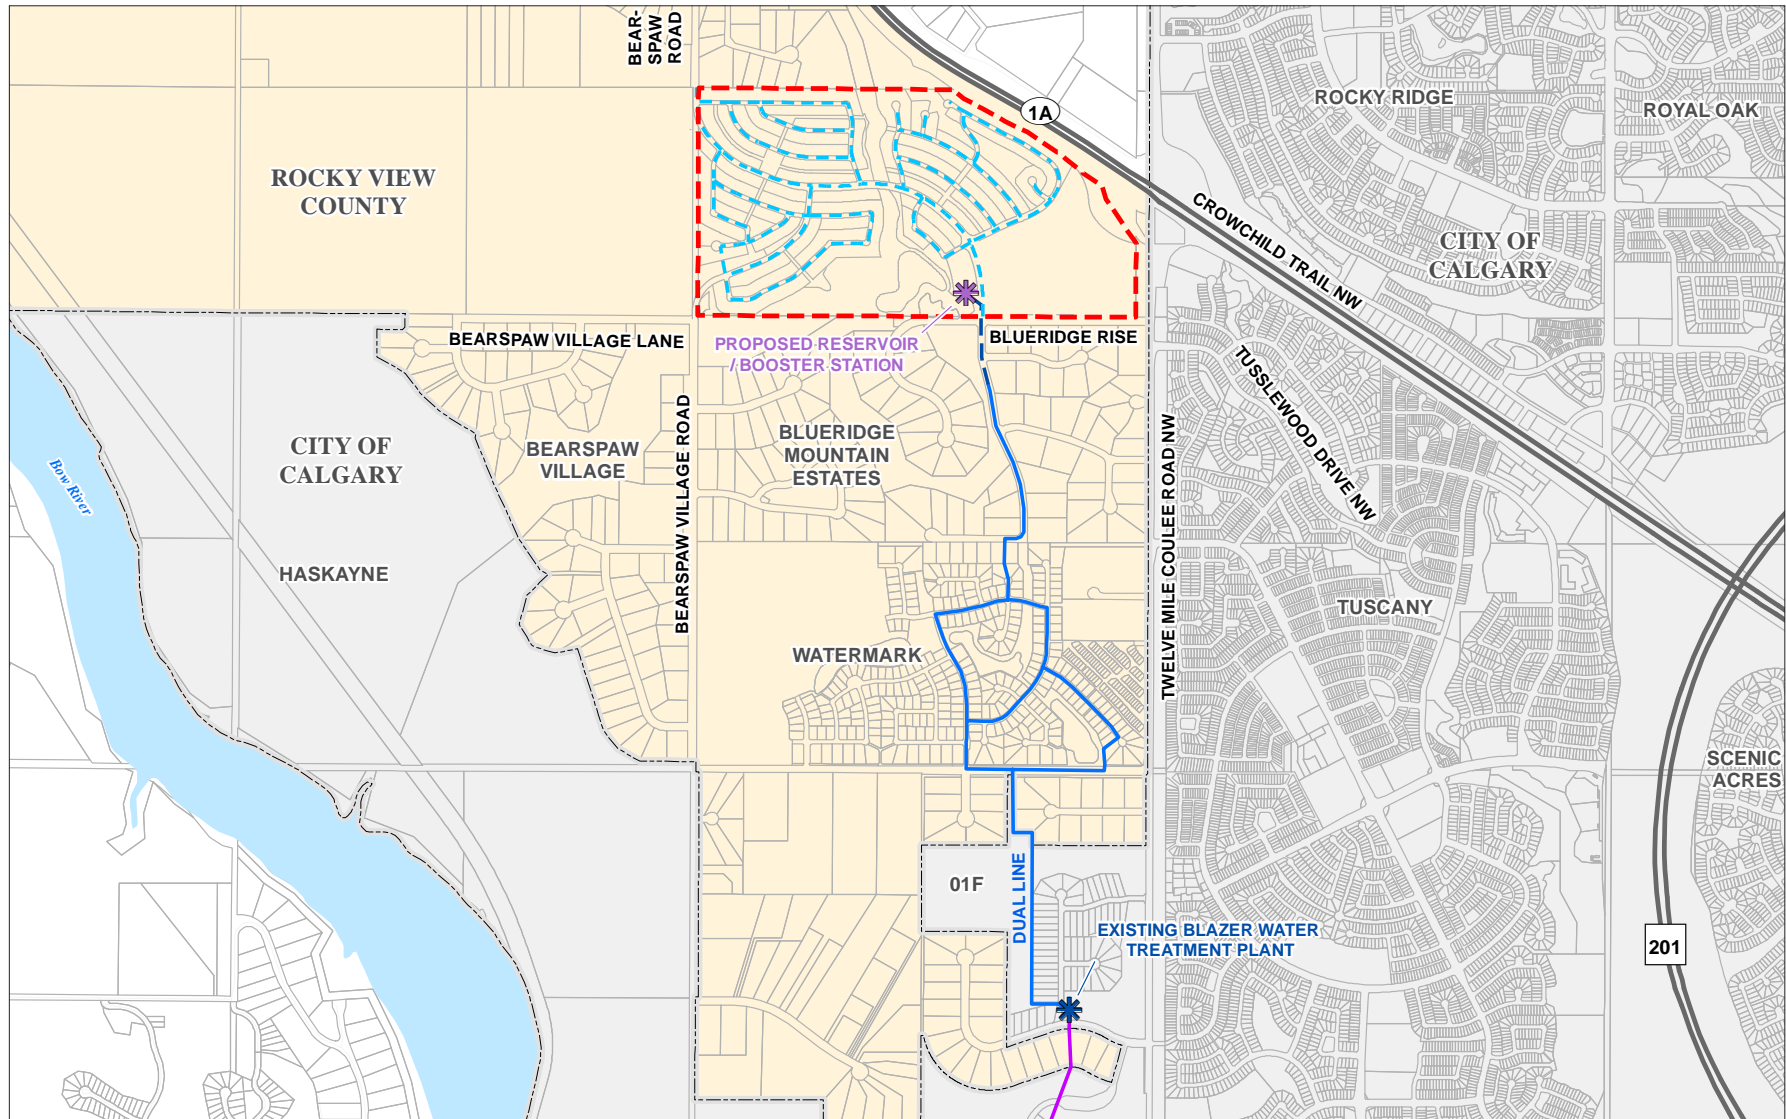 BEAR-
SPAW
ROAD
1A
ROCKY RIDGE
ROYAL OAK
ROCKY VIEW
COUNTY
CROWCHILD TRAIL NW
CITY OF
CALGARY
BEARSPAW VILLAGE LANE
PROPOSED RESERVOIR
/ BOOSTER STATION
BLUERIDGE RISE
TUSSLEWOOD DRIVE NW
CITY OF
CALGARY
BEARSPAW
VILLAGE
BEARSPAW VILLAGE ROAD
BLUERIDGE
MOUNTAIN
ESTATES
TWELVE MILE COULEE ROAD NW
Bow River
HASKAYNE
TUSCANY
WATERMARK
SCENIC
ACRES
01F
DUAL LINE
EXISTING BLAZER WATER
TREATMENT PLANT
201